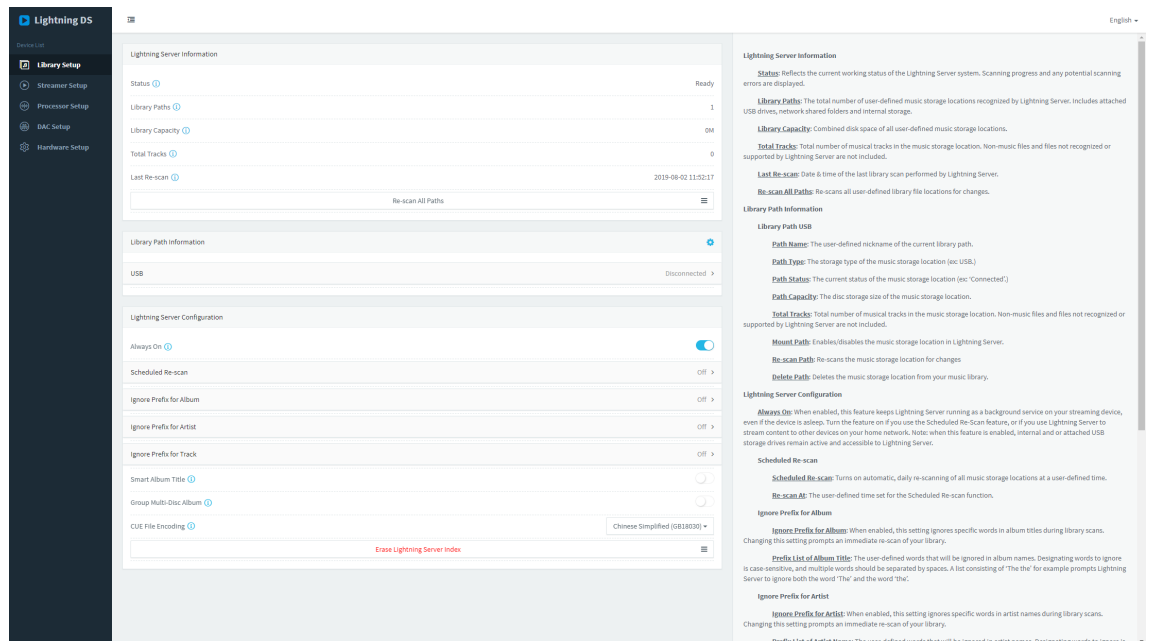 Lightning DS
English
Device List
Library Setup
Streamer Setup
Processor Setup
DAC Setup
Hardware Setup
Lightning Server Information
Status
Ready
Library Paths
1
Library Capacity
0M
Total Tracks
0
Last Re-scan
2019-08-02 11:52:17
Re-scan All Paths
Library Path Information
USB
Disconnected
Lightning Server Configuration
Always On
Scheduled Re-scan
Off
Ignore Prefix for Album
Off
Ignore Prefix for Artist
Off
Ignore Prefix for Track
Off
Smart Album Title
Group Multi-Disc Album
CUE File Encoding
Chinese Simplified (GB18030)
Erase Lightning Server Index
Lightning Server Information
Status: Reflects the current working status of the Lightning Server system. Scanning progress and any potential scanning
errors are displayed.
Library Paths: The total number of user-defined music storage locations recognized by Lightning Server. Includes attached
USB drives, network shared folders and internal storage.
Library Capacity: Combined disk space of all user-defined music storage locations.
Total Tracks: Total number of musical tracks in the music storage location. Non-music files and files not recognized or
supported by Lightning Server are not included.
Last Re-scan: Date & time of the last library scan performed by Lightning Server.
Re-scan All Paths: Re-scans all user-defined library file locations for changes.
Library Path Information
Library Path USB
Path Name: The user-defined nickname of the current library path.
Path Type: The storage type of the music storage location (ex: USB.)
Path Status: The current status of the music storage location (ex: 'Connected'.)
Path Capacity: The disc storage size of the music storage location.
Total Tracks: Total number of musical tracks in the music storage location. Non-music files and files not recognized or
supported by Lightning Server are not included.
Mount Path: Enables/disables the music storage location in Lightning Server.
Re-scan Path: Re-scans the music storage location for changes
Delete Path: Deletes the music storage location from your music library.
Lightning Server Configuration
Always On: When enabled, this feature keeps Lightning Server running as a background service on your streaming device,
even if the device is asleep. Turn the feature on if you use the Scheduled Re-Scan feature, or if you use Lightning Server to
stream content to other devices on your home network. Note: when this feature is enabled, internal and or attached USB
storage drives remain active and accessible to Lightning Server.
Scheduled Re-scan
Scheduled Re-scan: Turns on automatic, daily re-scanning of all music storage locations at a user-defined time.
Re-scan At: The user-defined time set for the Scheduled Re-scan function.
Ignore Prefix for Album
Ignore Prefix for Album: When enabled, this setting ignores specific words in album titles during library scans.
Changing this setting prompts an immediate re-scan of your library.
Prefix List of Album Title: The user-defined words that will be ignored in album names. Designating words to ignore
is case-sensitive, and multiple words should be separated by spaces. A list consisting of 'The the' for example prompts Lightning
Server to ignore both the word 'The' and the word 'the'.
Ignore Prefix for Artist
Ignore Prefix for Artist: When enabled, this setting ignores specific words in artist names during library scans.
Changing this setting prompts an immediate re-scan of your library.
Prefix List of Artist Name: The user-defined words that will be ignored in artist names. Designating words to ignore is